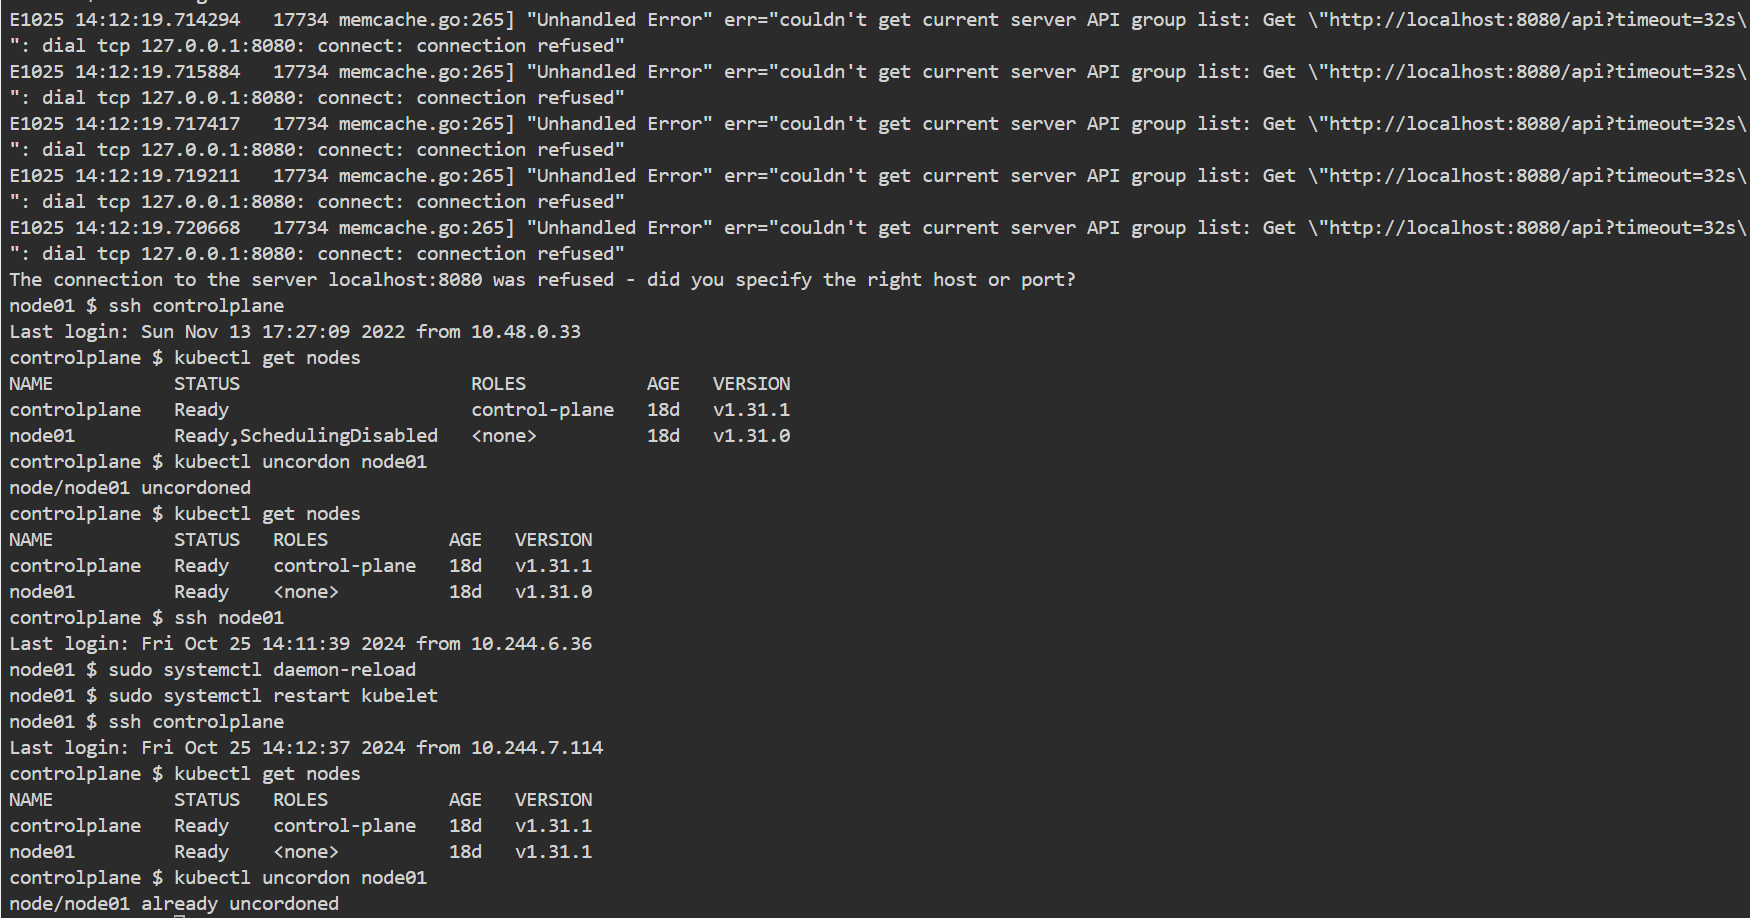 E1025 14:12:19.714294   17734 memcache.go:265] "Unhandled Error" err="couldn't get current server API group list: Get \"http://localhost:8080/api?timeout=32s\
": dial tcp 127.0.0.1:8080: connect: connection refused"
E1025 14:12:19.715884   17734 memcache.go:265] "Unhandled Error" err="couldn't get current server API group list: Get \"http://localhost:8080/api?timeout=32s\
": dial tcp 127.0.0.1:8080: connect: connection refused"
E1025 14:12:19.717417   17734 memcache.go:265] "Unhandled Error" err="couldn't get current server API group list: Get \"http://localhost:8080/api?timeout=32s\
": dial tcp 127.0.0.1:8080: connect: connection refused"
E1025 14:12:19.719211   17734 memcache.go:265] "Unhandled Error" err="couldn't get current server API group list: Get \"http://localhost:8080/api?timeout=32s\
": dial tcp 127.0.0.1:8080: connect: connection refused"
E1025 14:12:19.720668   17734 memcache.go:265] "Unhandled Error" err="couldn't get current server API group list: Get \"http://localhost:8080/api?timeout=32s\
": dial tcp 127.0.0.1:8080: connect: connection refused"
The connection to the server localhost:8080 was refused - did you specify the right host or port?
node01 $ ssh controlplane
Last login: Sun Nov 13 17:27:09 2022 from 10.48.0.33
controlplane $ kubectl get nodes
NAME           STATUS                     ROLES           AGE   VERSION
controlplane   Ready                      control-plane   18d   v1.31.1
node01         Ready,SchedulingDisabled   <none>          18d   v1.31.0
controlplane $ kubectl uncordon node01
node/node01 uncordoned
controlplane $ kubectl get nodes
NAME           STATUS   ROLES           AGE   VERSION
controlplane   Ready    control-plane   18d   v1.31.1
node01         Ready    <none>          18d   v1.31.0
controlplane $ ssh node01
Last login: Fri Oct 25 14:11:39 2024 from 10.244.6.36
node01 $ sudo systemctl daemon-reload
node01 $ sudo systemctl restart kubelet
node01 $ ssh controlplane
Last login: Fri Oct 25 14:12:37 2024 from 10.244.7.114
controlplane $ kubectl get nodes
NAME           STATUS   ROLES           AGE   VERSION
controlplane   Ready    control-plane   18d   v1.31.1
node01         Ready    <none>          18d   v1.31.1
controlplane $ kubectl uncordon node01
node/node01 already uncordoned